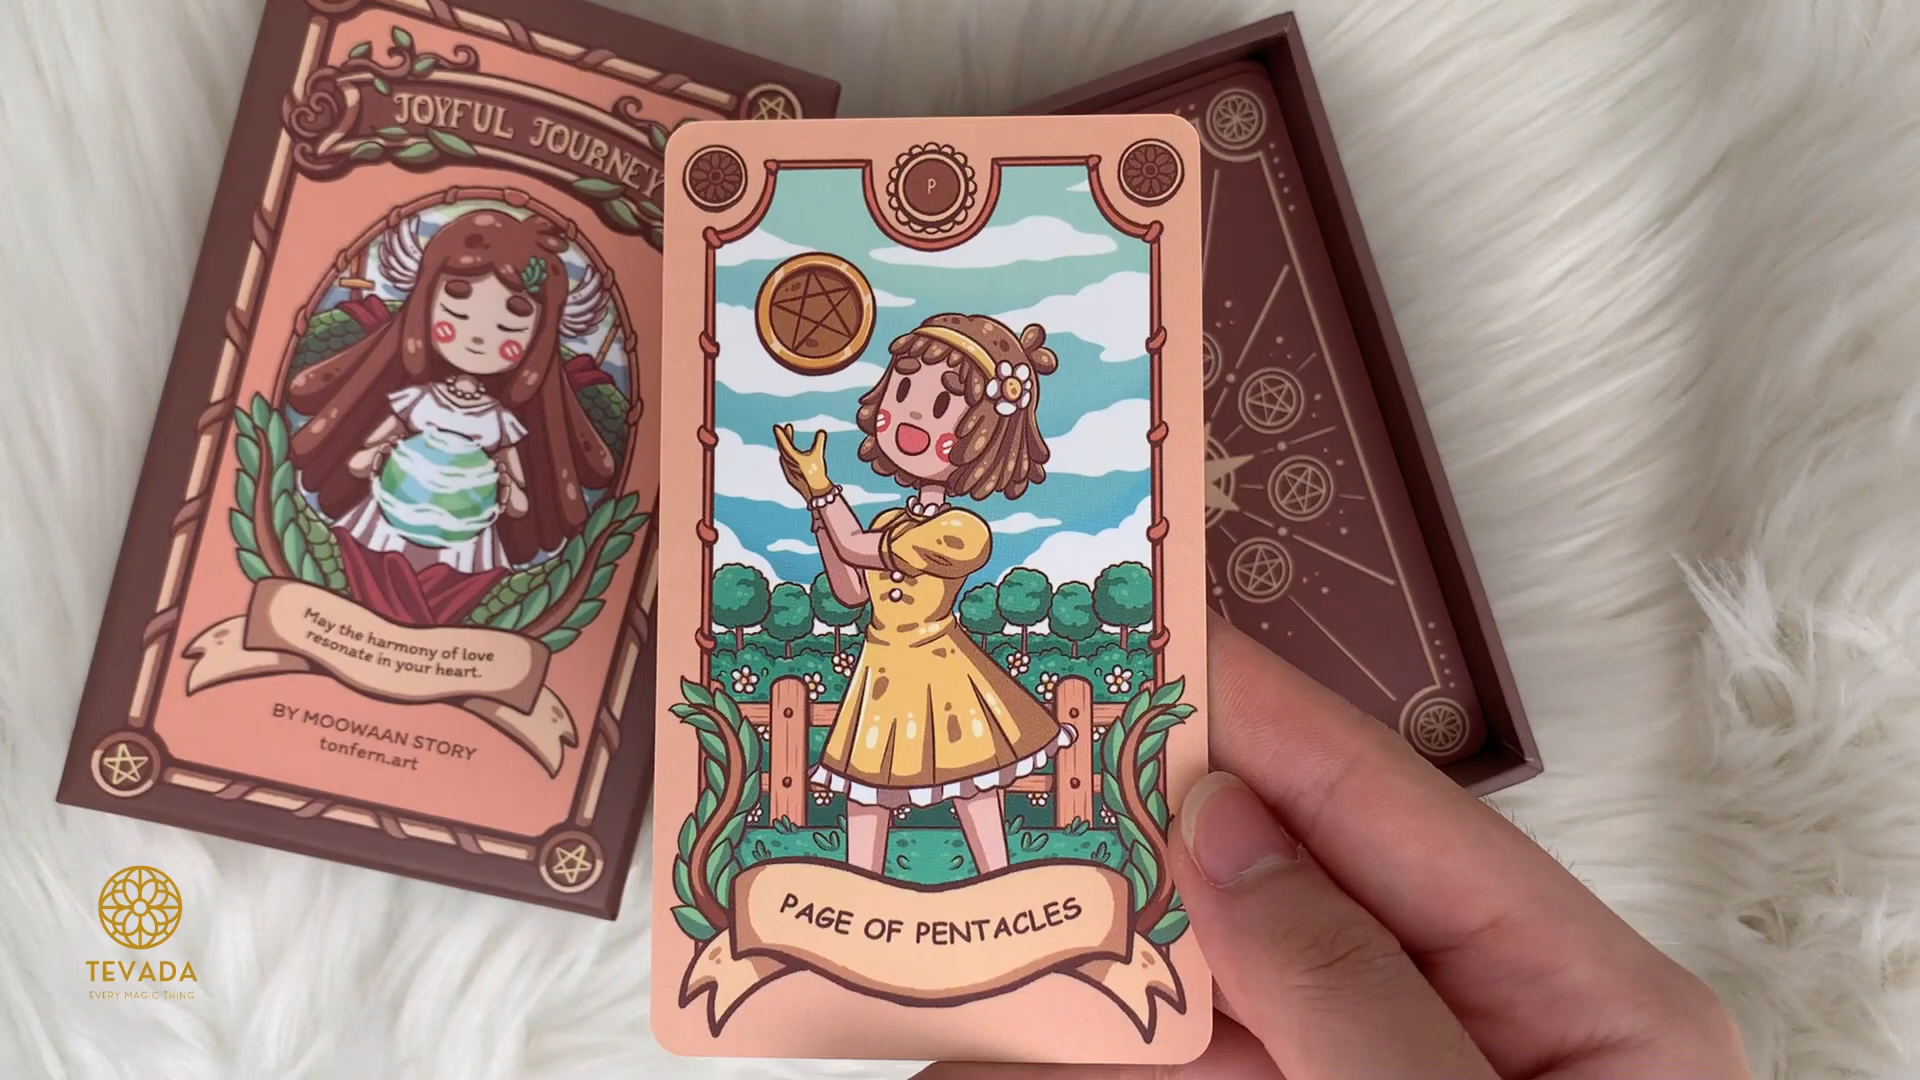 JOYFUL JOURNEY
May the harmony of love
resonate in your heart.
BY MOOWAAN STORY
tonfern.art
P
PAGE OF PENTACLES
TEVADA
EVERY MAGIC THING